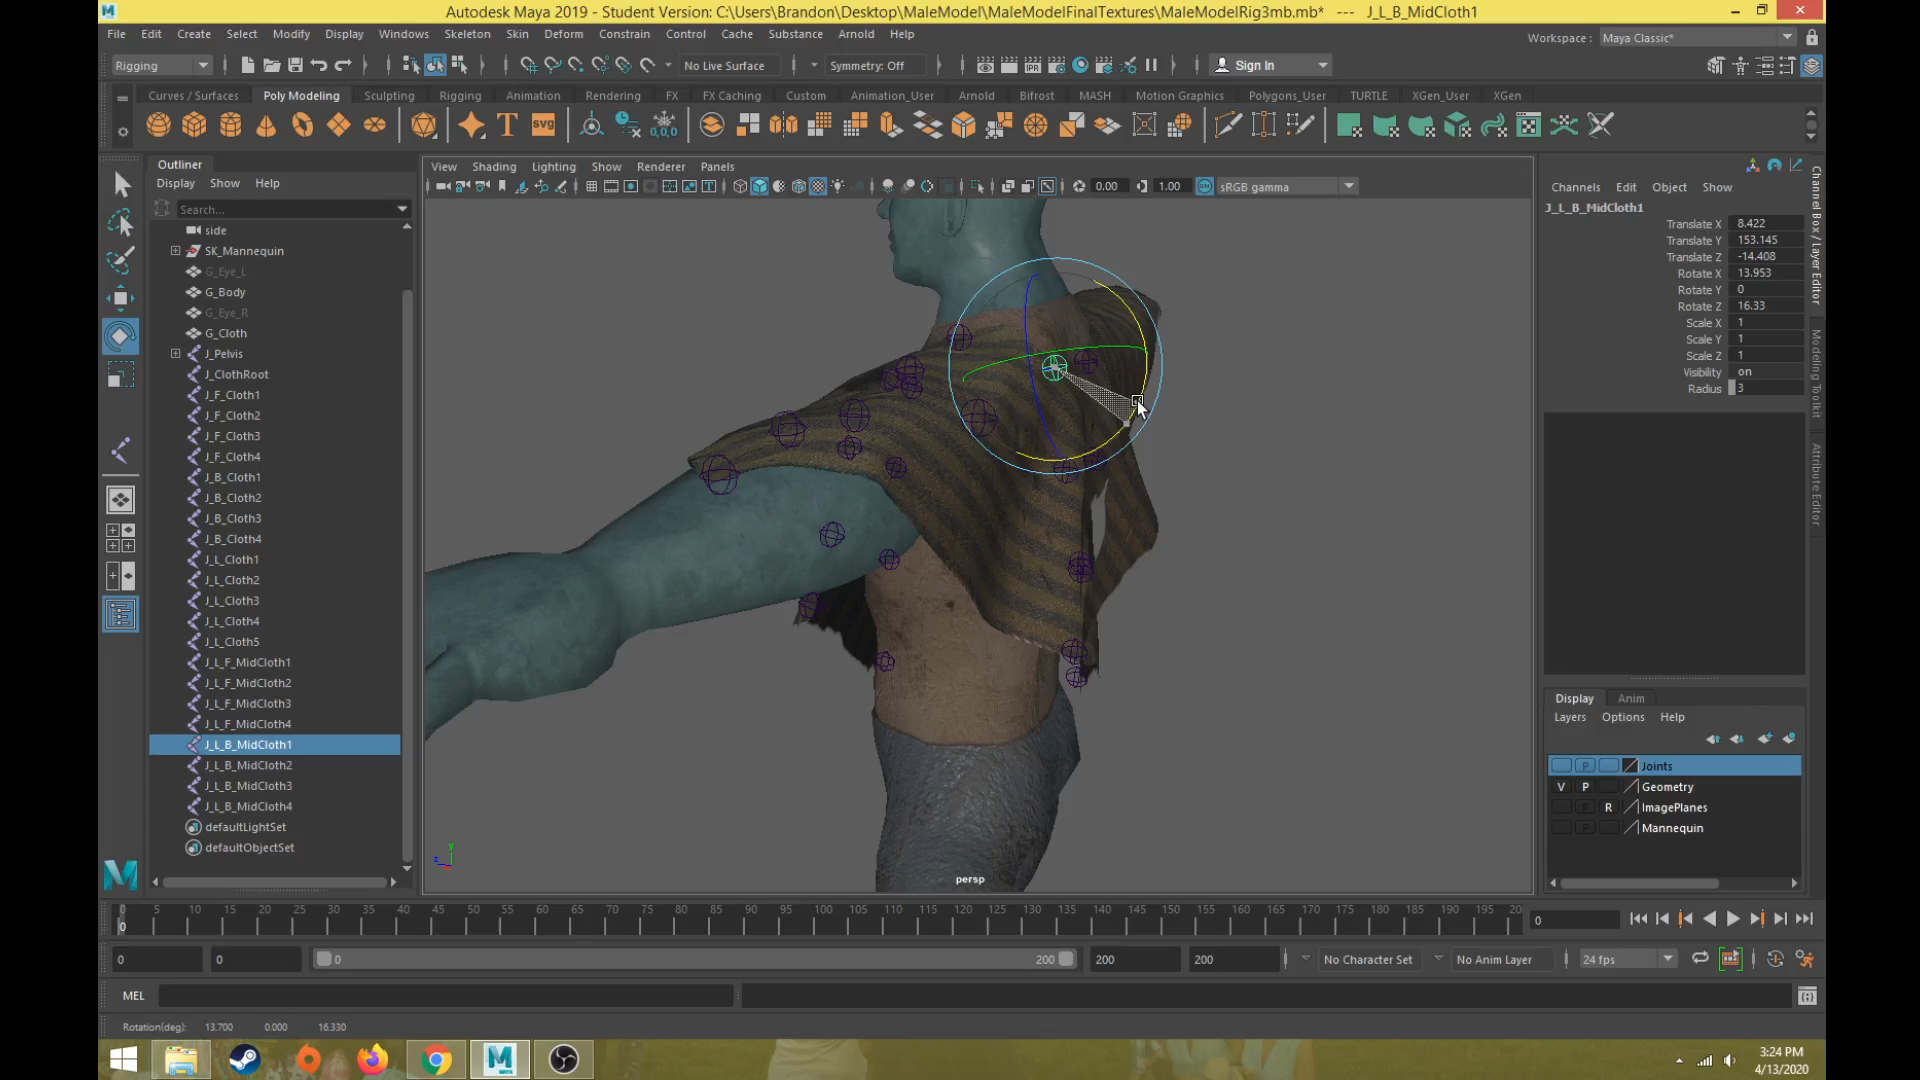 Autodesk Maya 2019 - Student Version: C:\Users\Brandon\Desktop\MaleModel\MaleModelFinalTextures\MaleModelRig3mb.mb* --- J_L_B_MidCloth1
File Edit Create Select Modify Display Windows Skeleton Skin Deform Constrain Control Cache Substance Arnold Help
Workspace : Maya Classic*
Rigging No Live Surface Symmetry: Off Sign In
Curves / Surfaces Poly Modeling Sculpting Rigging Animation Rendering FX FX Caching Custom Animation_User Arnold Bifrost MASH Motion Graphics Polygons_User TURTLE XGen_User XGen
T SVG 0,0,0
Outliner
Display Show Help
Search...
side
SK_Mannequin
G_Eye_L
G_Body
G_Eye_R
G_Cloth
J_Pelvis
J_ClothRoot
J_F_Cloth1
J_F_Cloth2
J_F_Cloth3
J_F_Cloth4
J_B_Cloth1
J_B_Cloth2
J_B_Cloth3
J_B_Cloth4
J_L_Cloth1
J_L_Cloth2
J_L_Cloth3
J_L_Cloth4
J_L_Cloth5
J_L_F_MidCloth1
J_L_F_MidCloth2
J_L_F_MidCloth3
J_L_F_MidCloth4
J_L_B_MidCloth1
J_L_B_MidCloth2
J_L_B_MidCloth3
J_L_B_MidCloth4
defaultLightSet
defaultObjectSet
View Shading Lighting Show Renderer Panels
0.00 1.00 sRGB gamma
y
z
persp
Channels Edit Object Show
J_L_B_MidCloth1
Translate X 8.422
Translate Y 153.145
Translate Z -14.408
Rotate X 13.953
Rotate Y 0
Rotate Z 16.33
Scale X 1
Scale Y 1
Scale Z 1
Visibility on
Radius 3
Channel Box / Layer Editor
Modeling Toolkit
Attribute Editor
Display Anim
Layers Options Help
P Joints
V P Geometry
P R ImagePlanes
P Mannequin
0 5 10 15 20 25 30 35 40 45 50 55 60 65 70 75 80 85 90 95 100 105 110 115 120 125 130 135 140 145 150 155 160 165 170 175 180 185 190 195 20
0
0
0 0 0 200 200 200 No Character Set No Anim Layer 24 fps
MEL
Rotation(deg): 13.700 0.000 16.330
MAYA
3:24 PM
4/13/2020